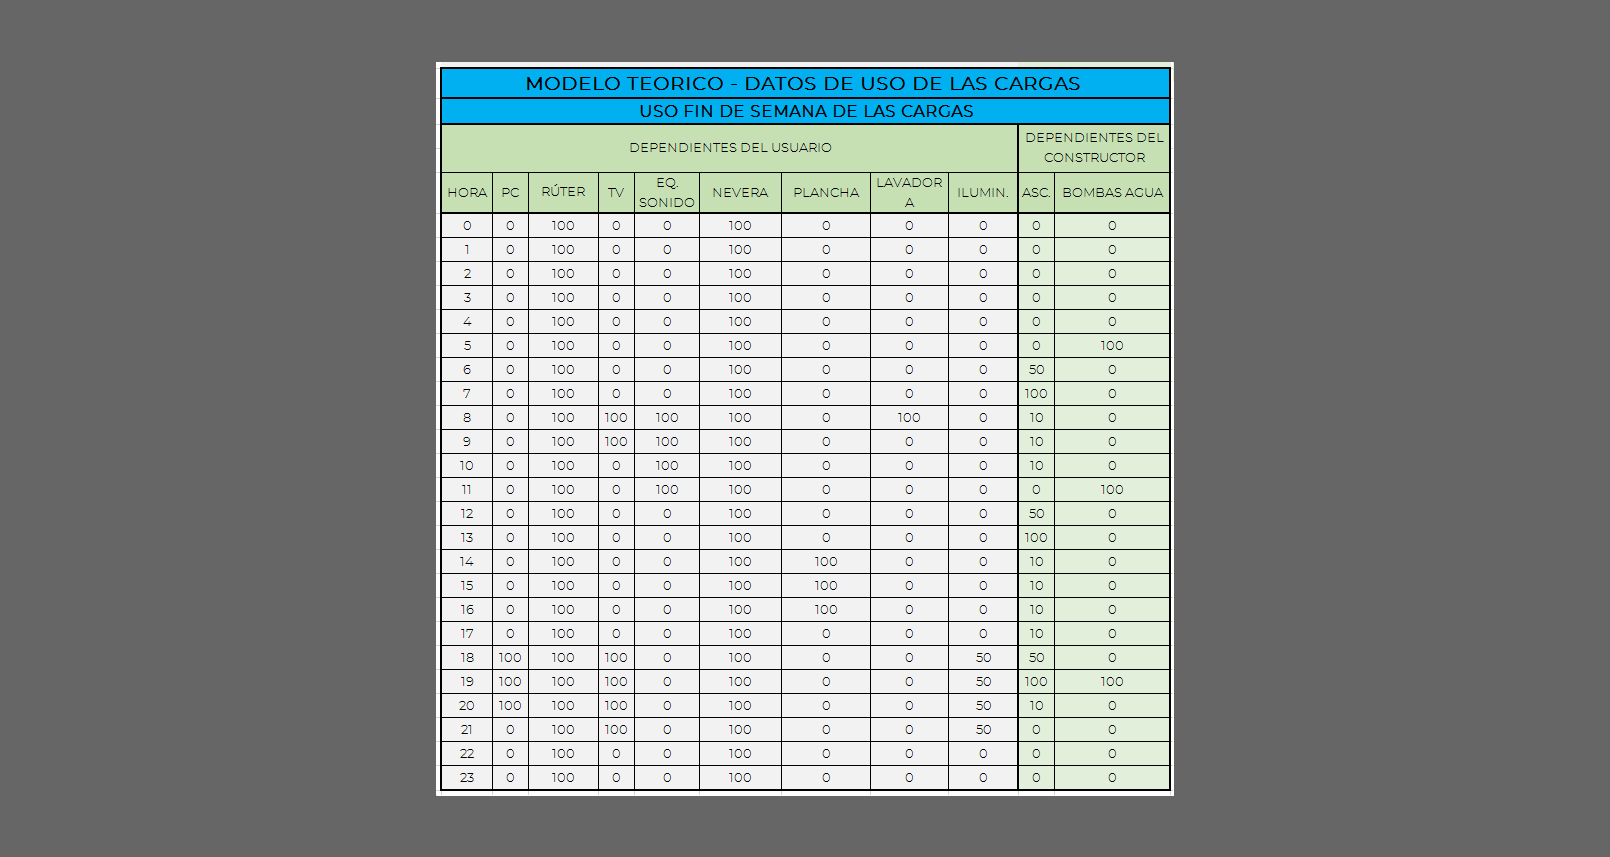 MODELO TEORICO - DATOS DE USO DE LAS CARGAS
USO FIN DE SEMANA DE LAS CARGAS
DEPENDIENTES DEL USUARIO
DEPENDIENTES DEL
CONSTRUCTOR
HORA PC RÚTER TV EQ. SONIDO NEVERA PLANCHA LAVADOR A ILUMIN. ASC. BOMBAS AGUA
0 0 100 0 0 100 0 0 0 0 0
1 0 100 0 0 100 0 0 0 0 0
2 0 100 0 0 100 0 0 0 0 0
3 0 100 0 0 100 0 0 0 0 0
4 0 100 0 0 100 0 0 0 0 0
5 0 100 0 0 100 0 0 0 0 100
6 0 100 0 0 100 0 0 0 50 0
7 0 100 0 0 100 0 0 0 100 0
8 0 100 100 100 100 0 100 0 10 0
9 0 100 100 100 100 0 0 0 10 0
10 0 100 0 100 100 0 0 0 10 0
11 0 100 0 100 100 0 0 0 0 100
12 0 100 0 0 100 0 0 0 50 0
13 0 100 0 0 100 0 0 0 100 0
14 0 100 0 0 100 100 0 0 10 0
15 0 100 0 0 100 100 0 0 10 0
16 0 100 0 0 100 100 0 0 10 0
17 0 100 0 0 100 0 0 0 10 0
18 100 100 100 0 100 0 0 50 50 0
19 100 100 100 0 100 0 0 50 100 100
20 100 100 100 0 100 0 0 50 10 0
21 0 100 100 0 100 0 0 50 0 0
22 0 100 0 0 100 0 0 0 0 0
23 0 100 0 0 100 0 0 0 0 0